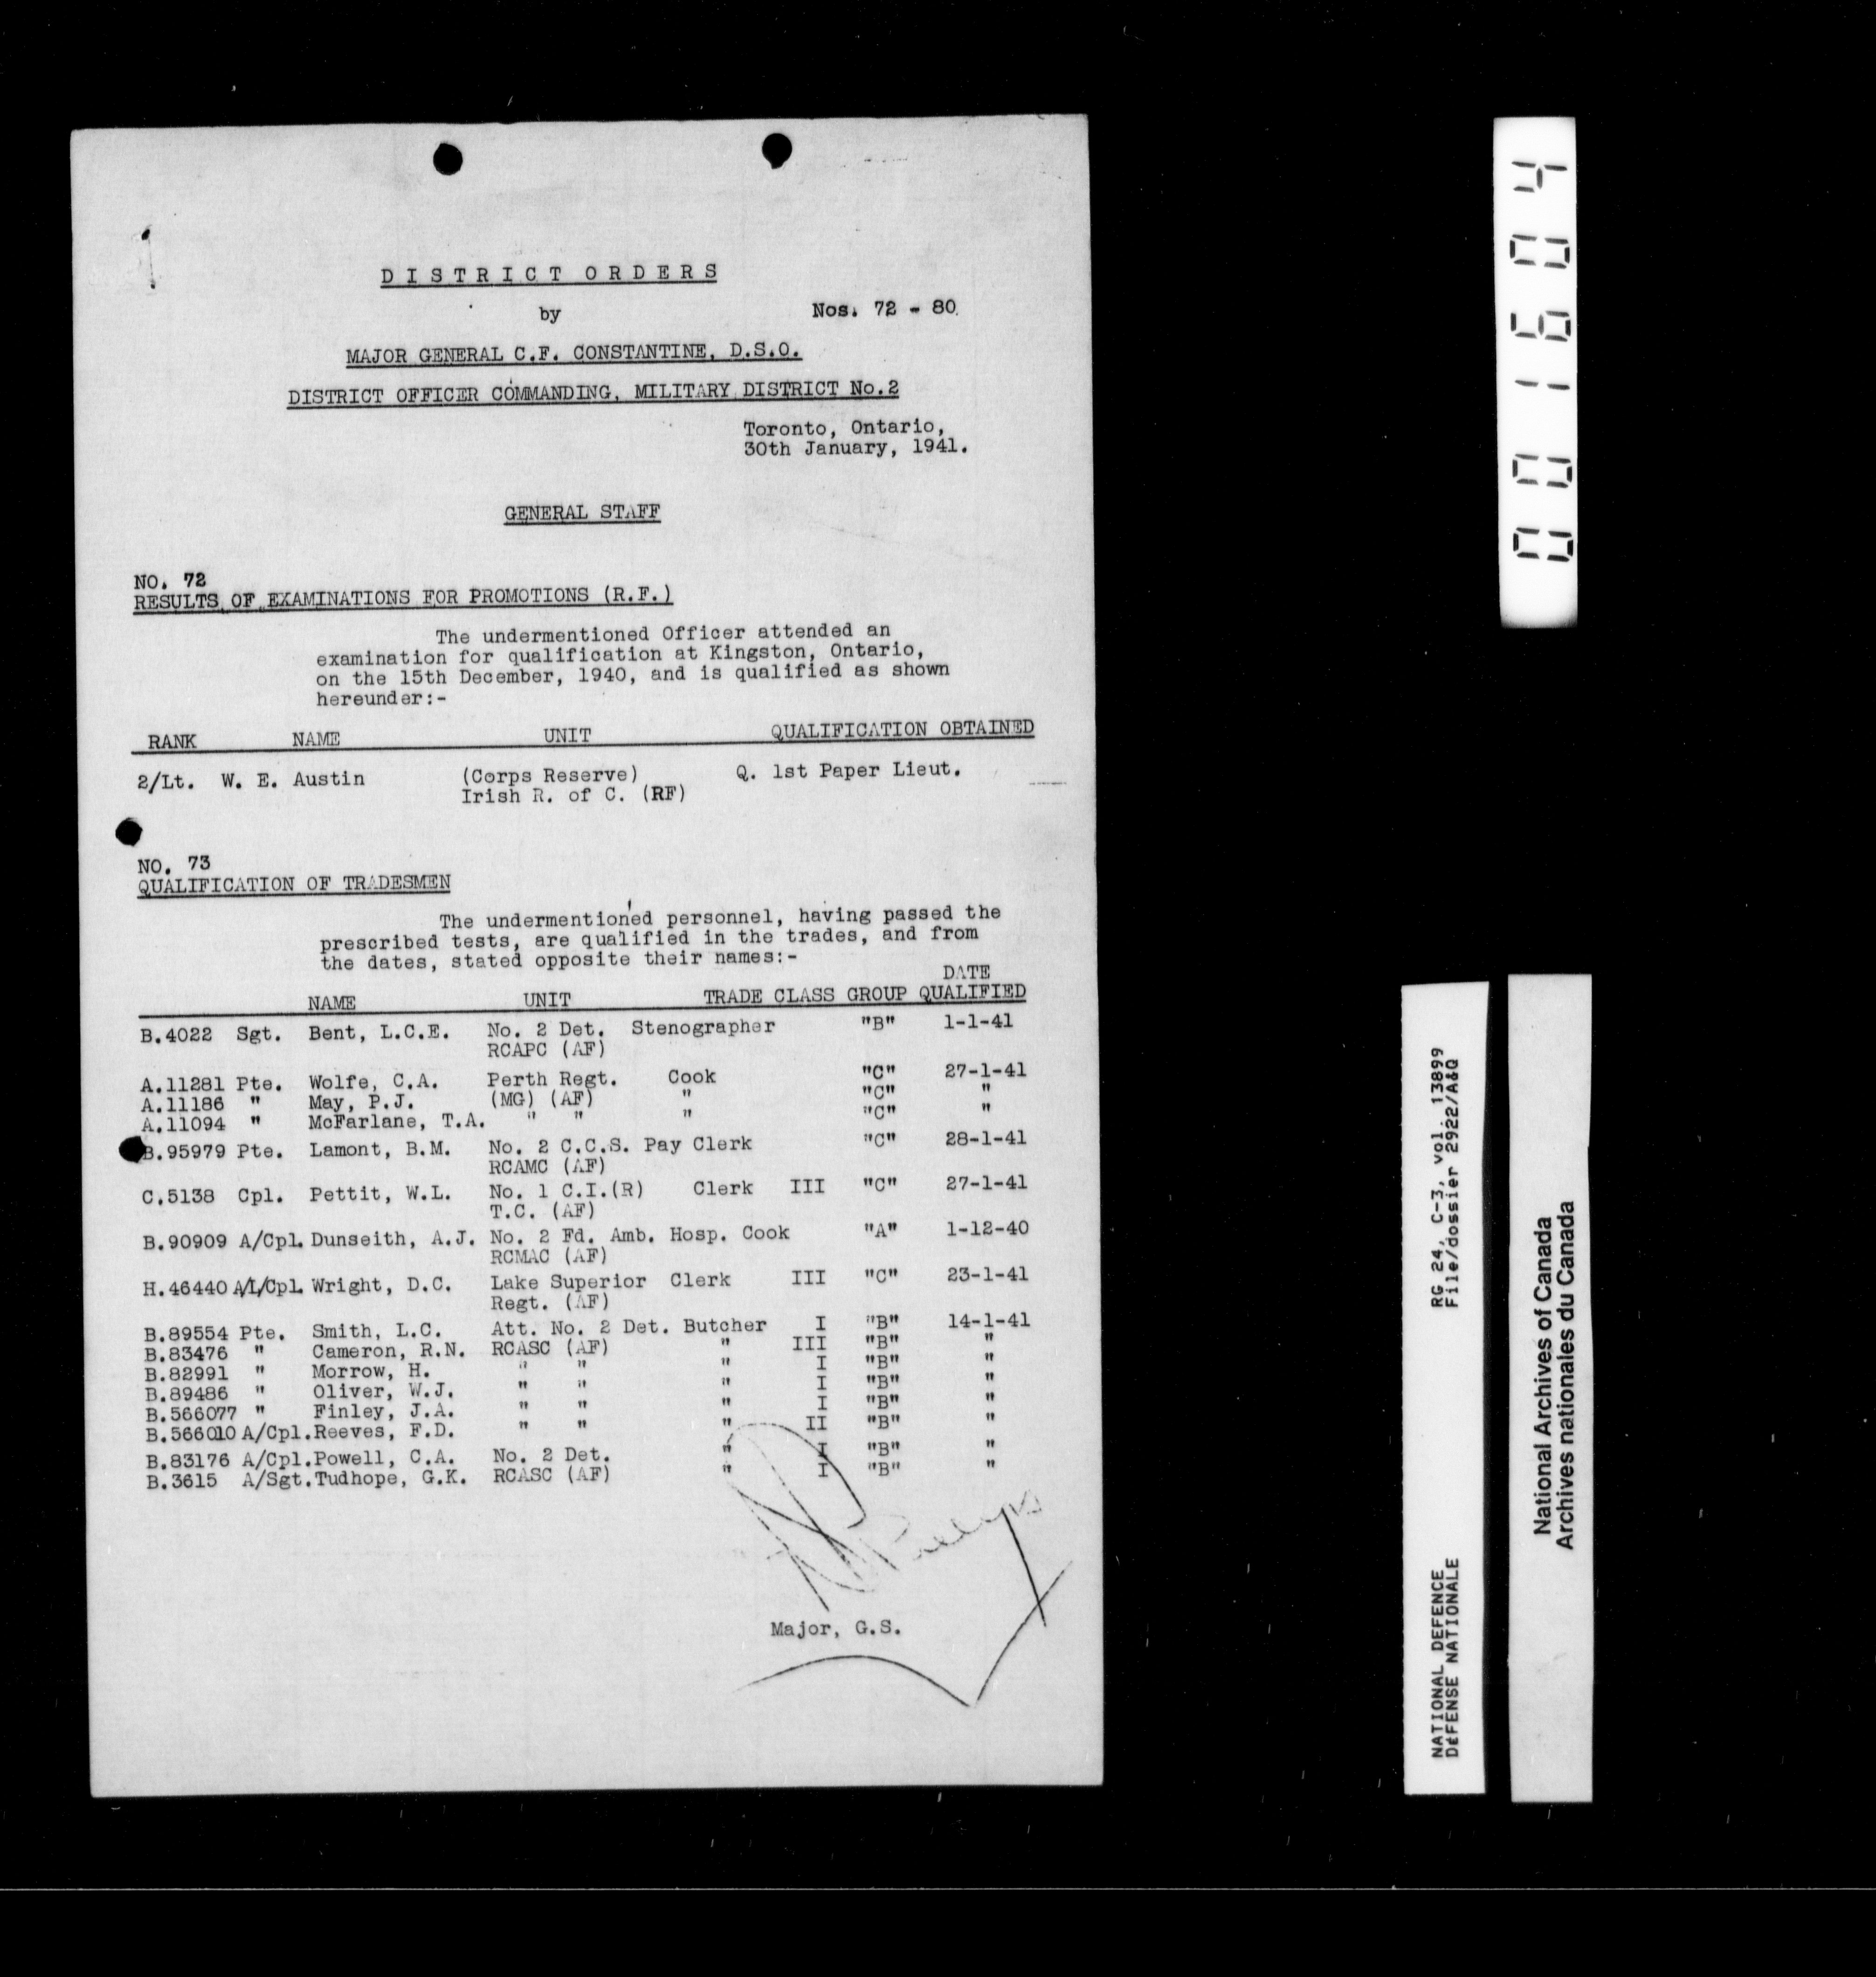 DISTRICT ORDERS
by Nos. 72 - 80.
MAJOR GENERAL C.F. CONSTANTINE, D.S.O.
DISTRICT OFFICER COMMANDING, MILITARY DISTRICT No.2
Toronto, Ontario,
30th January, 1941.
GENERAL STAFF
NO. 72
RESULTS OF EXAMINATIONS FOR PROMOTIONS (R.F.)
The undermentioned Officer attended an
examination for qualification at Kingston, Ontario,
on the 15th December, 1940, and is qualified as shown
hereunder:-
RANK NAME UNIT QUALIFICATION OBTAINED
2/Lt. W. E. Austin (Corps Reserve) Q. 1st Paper Lieut.
Irish R. of C. (RF)
NO. 73
QUALIFICATION OF TRADESMEN
The undermentioned personnel, having passed the
prescribed tests, are qualified in the trades, and from
the dates, stated opposite their names:-
DATE
NAME UNIT TRADE CLASS GROUP QUALIFIED
B.4022 Sgt. Bent, L.C.E. No. 2 Det. Stenographer "B" 1-1-41
RCAPC (AF)
A.11281 Pte. Wolfe, C.A. Perth Regt. Cook "C" 27-1-41
A.11186 " May, P.J. (MG) (AF) " "C" "
A.11094 " McFarlane, T.A. " " " "C" "
B.95979 Pte. Lamont, B.M. No. 2 C.C.S. Pay Clerk "C" 28-1-41
RCAMC (AF)
C.5138 Cpl. Pettit, W.L. No. 1 C.I.(R) Clerk III "C" 27-1-41
T.C. (AF)
B.90909 A/Cpl. Dunseith, A.J. No. 2 Fd. Amb. Hosp. Cook "A" 1-12-40
RCMAC (AF)
H.46440 A/L/Cpl. Wright, D.C. Lake Superior Clerk III "C" 23-1-41
Regt. (AF)
B.89554 Pte. Smith, L.C. Att. No. 2 Det. Butcher I "B" 14-1-41
B.83476 " Cameron, R.N. RCASC (AF) " III "B" "
B.82991 " Morrow, H. " " " I "B" "
B.89486 " Oliver, W.J. " " " I "B" "
B.566077 " Finley, J.A. " " " I "B" "
B.566010 A/Cpl. Reeves, F.D. " " " II "B" "
B.83176 A/Cpl. Powell, C.A. No. 2 Det. " I "B" "
B.3615 A/Sgt. Tudhope, G.K. RCASC (AF) " I "B" "
Major, G.S.
001604
RG 24, C-3, vol. 13899
File/dossier 2922/A&Q
NATIONAL DEFENCE
DÉFENSE NATIONALE
National Archives of Canada
Archives nationales du Canada